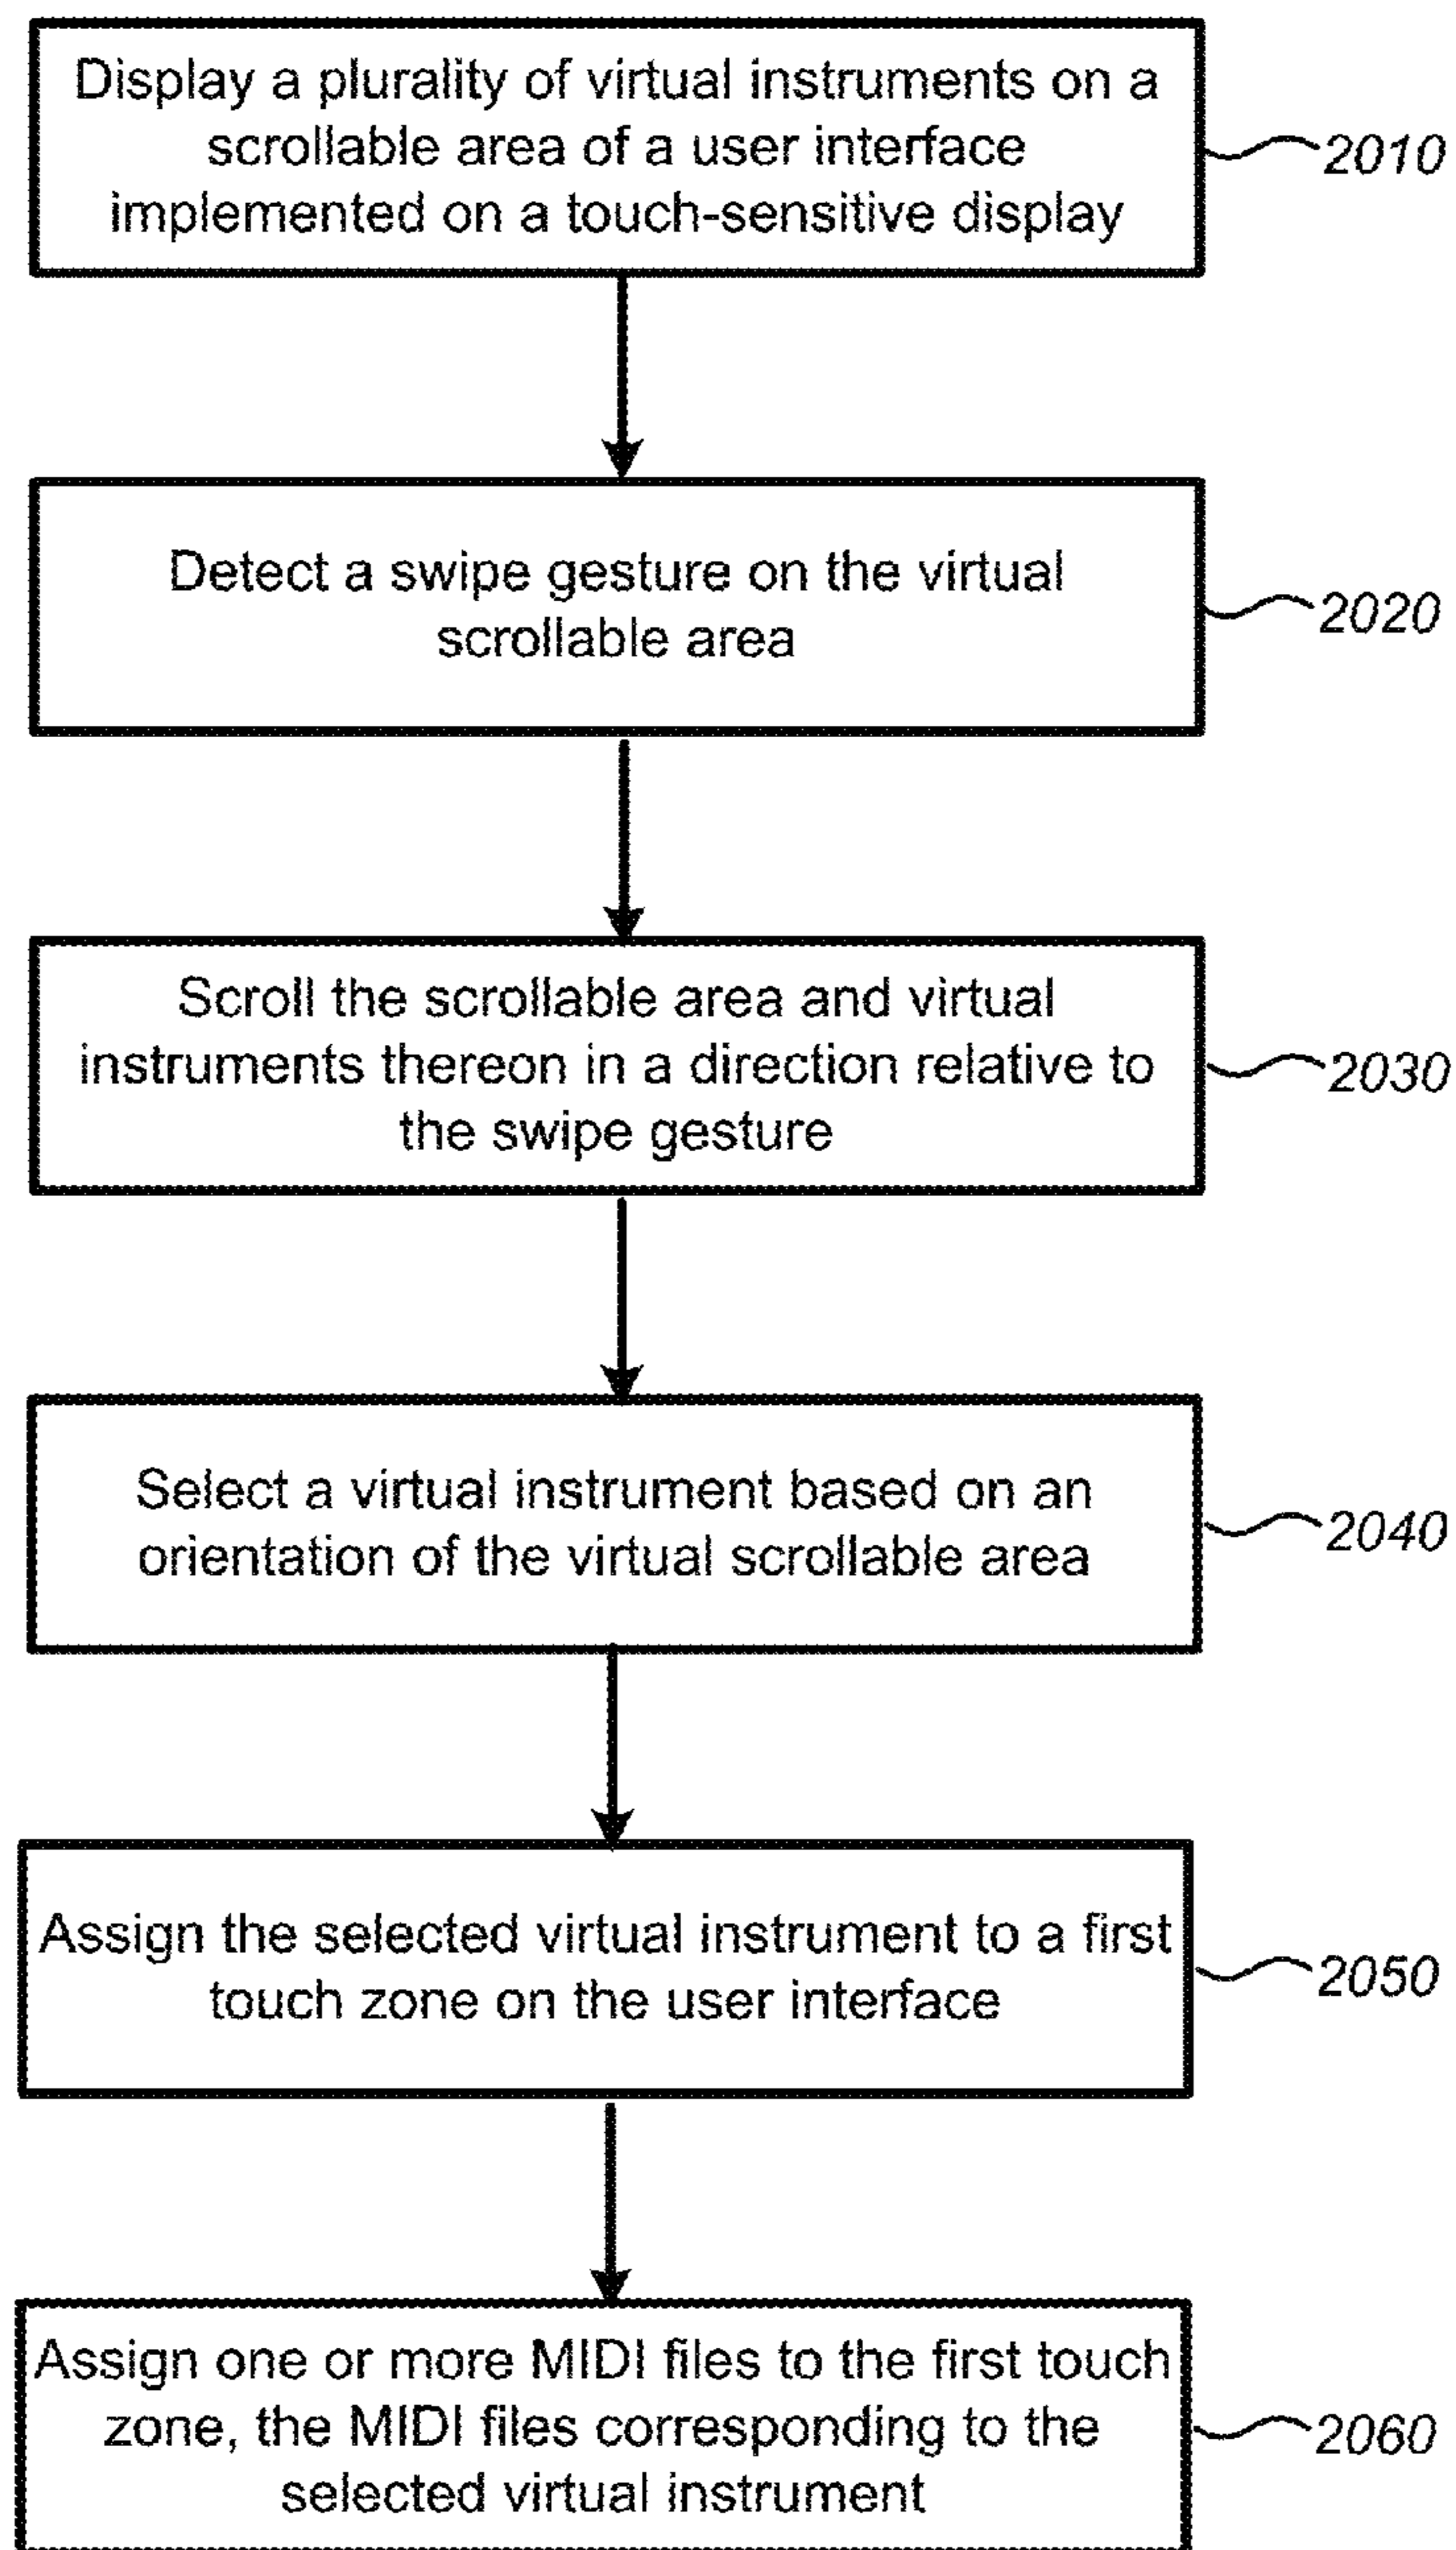 Display a plurality of virtual instruments on a
scrollable area of a user interface
implemented on a touch-sensitive display
2010
Detect a swipe gesture on the virtual
scrollable area
2020
Scroll the scrollable area and virtual
instruments thereon in a direction relative to
the swipe gesture
2030
Select a virtual instrument based on an
orientation of the virtual scrollable area
2040
Assign the selected virtual instrument to a first
touch zone on the user interface
2050
Assign one or more MIDI files to the first touch
zone, the MIDI files corresponding to the
selected virtual instrument
2060